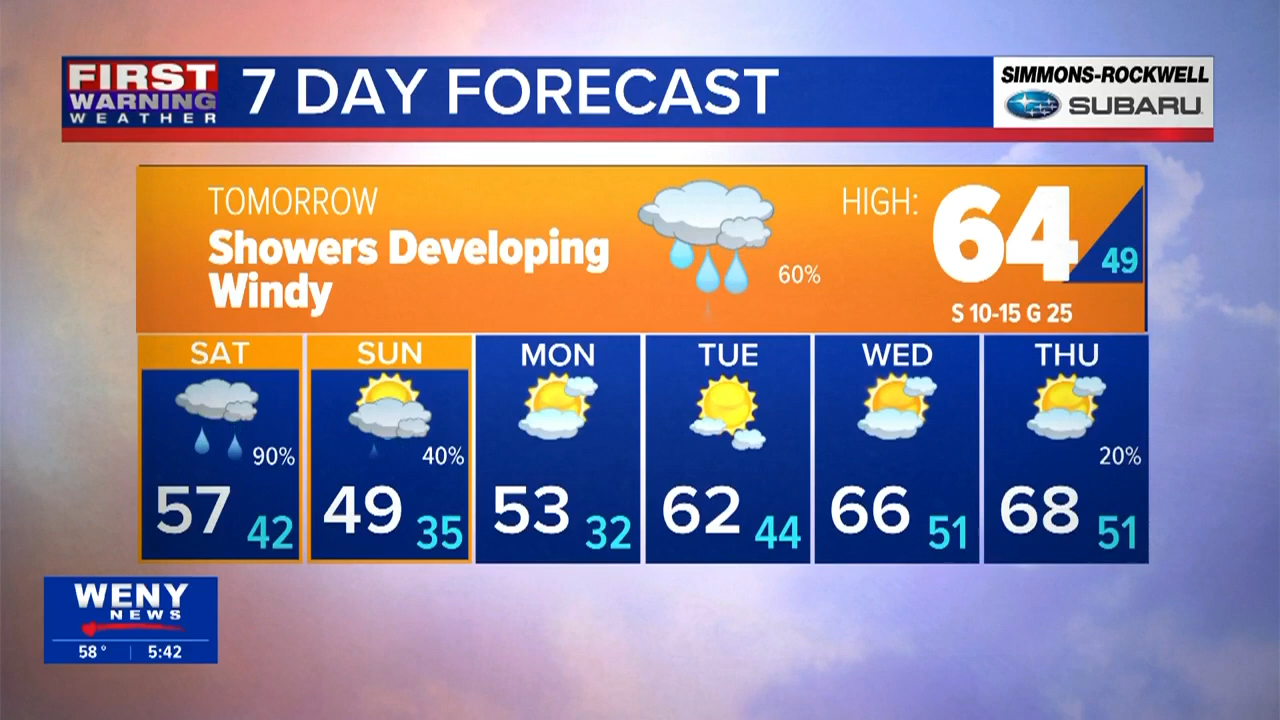 FIRST
WARNING
WEATHER
7 DAY FORECAST
SIMMONS-ROCKWELL
SUBARU
TOMORROW
Showers Developing
Windy
60%
HIGH:
64
49
S 10-15 G 25
SAT
90%
57 42
SUN
40%
49 35
MON
53 32
TUE
62 44
WED
66 51
THU
20%
68 51
WENY
NEWS
58° | 5:42